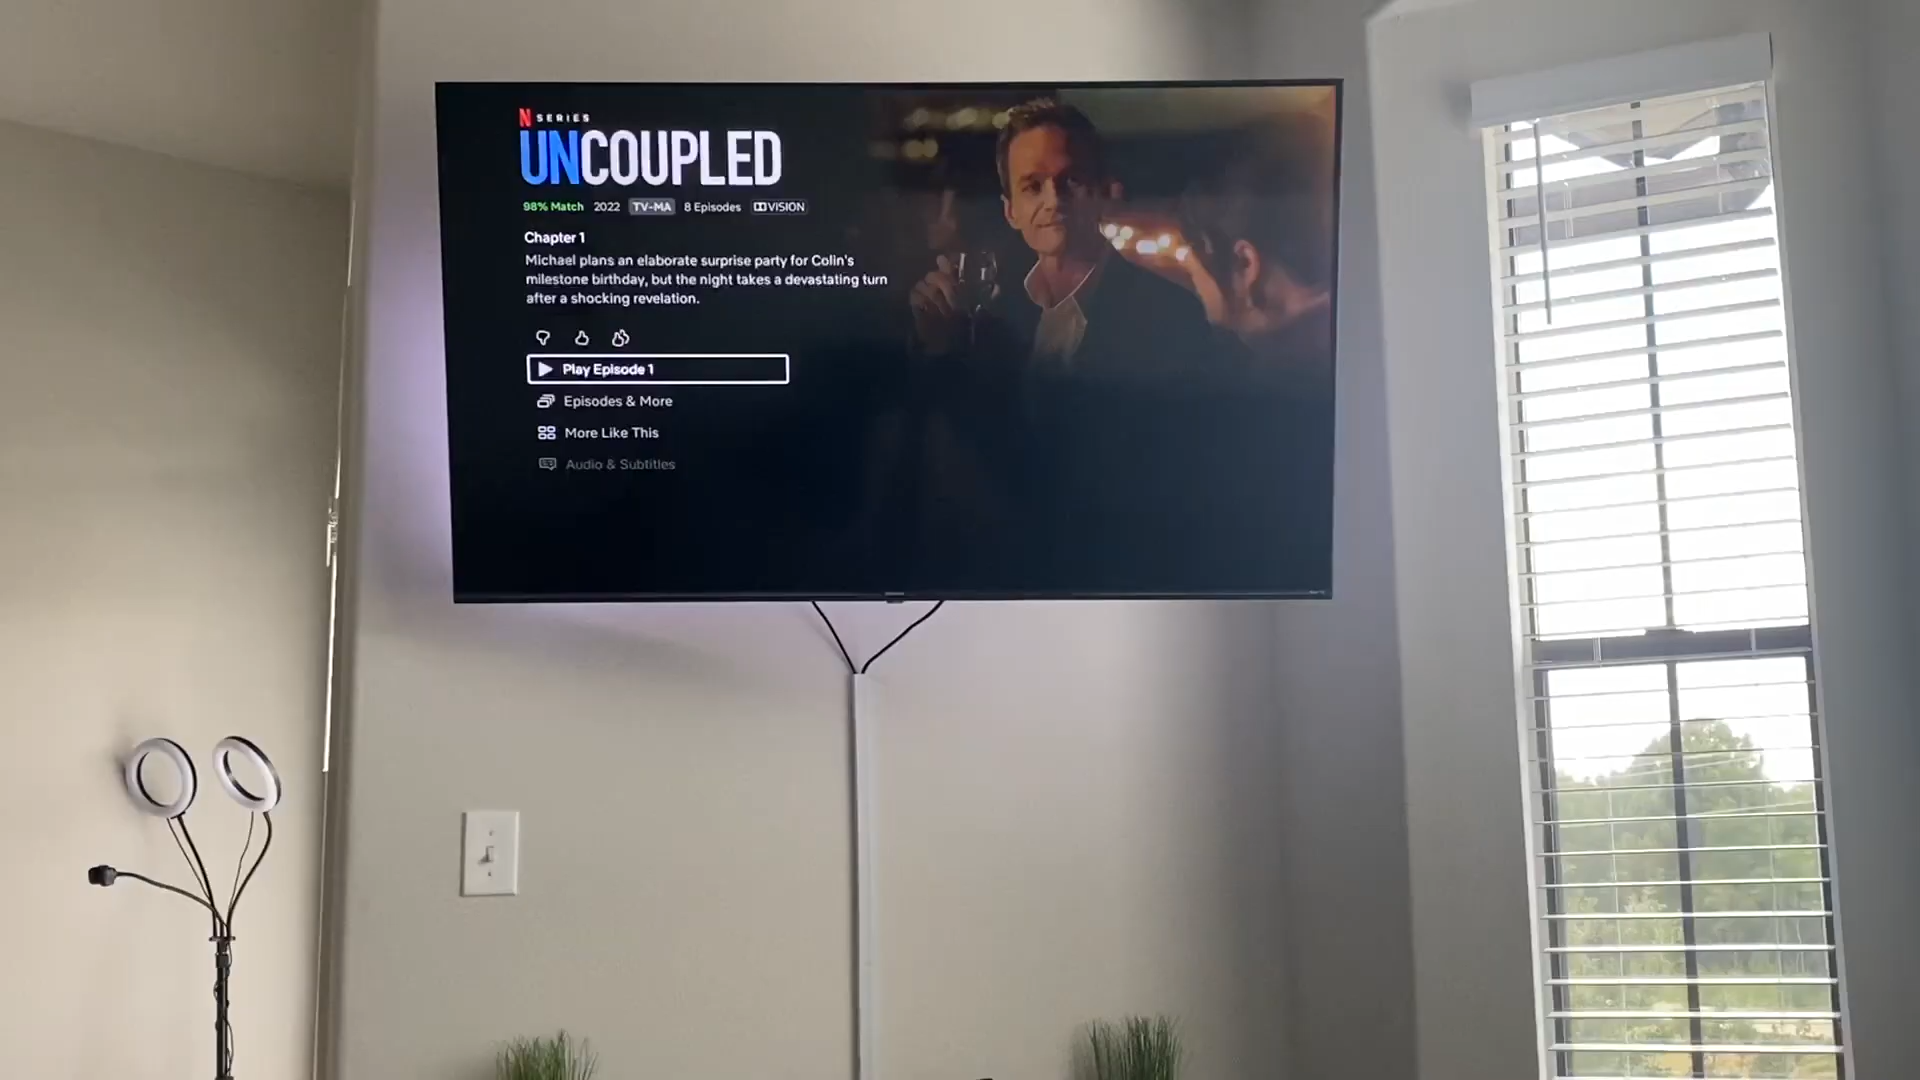 N SERIES
UNCOUPLED
98% Match 2022 TV-MA 8 Episodes VISION
Chapter 1
Michael plans an elaborate surprise party for Colin's
milestone birthday, but the night takes a devastating turn
after a shocking revelation.
Play Episode 1
Episodes & More
More Like This
Audio & Subtitles